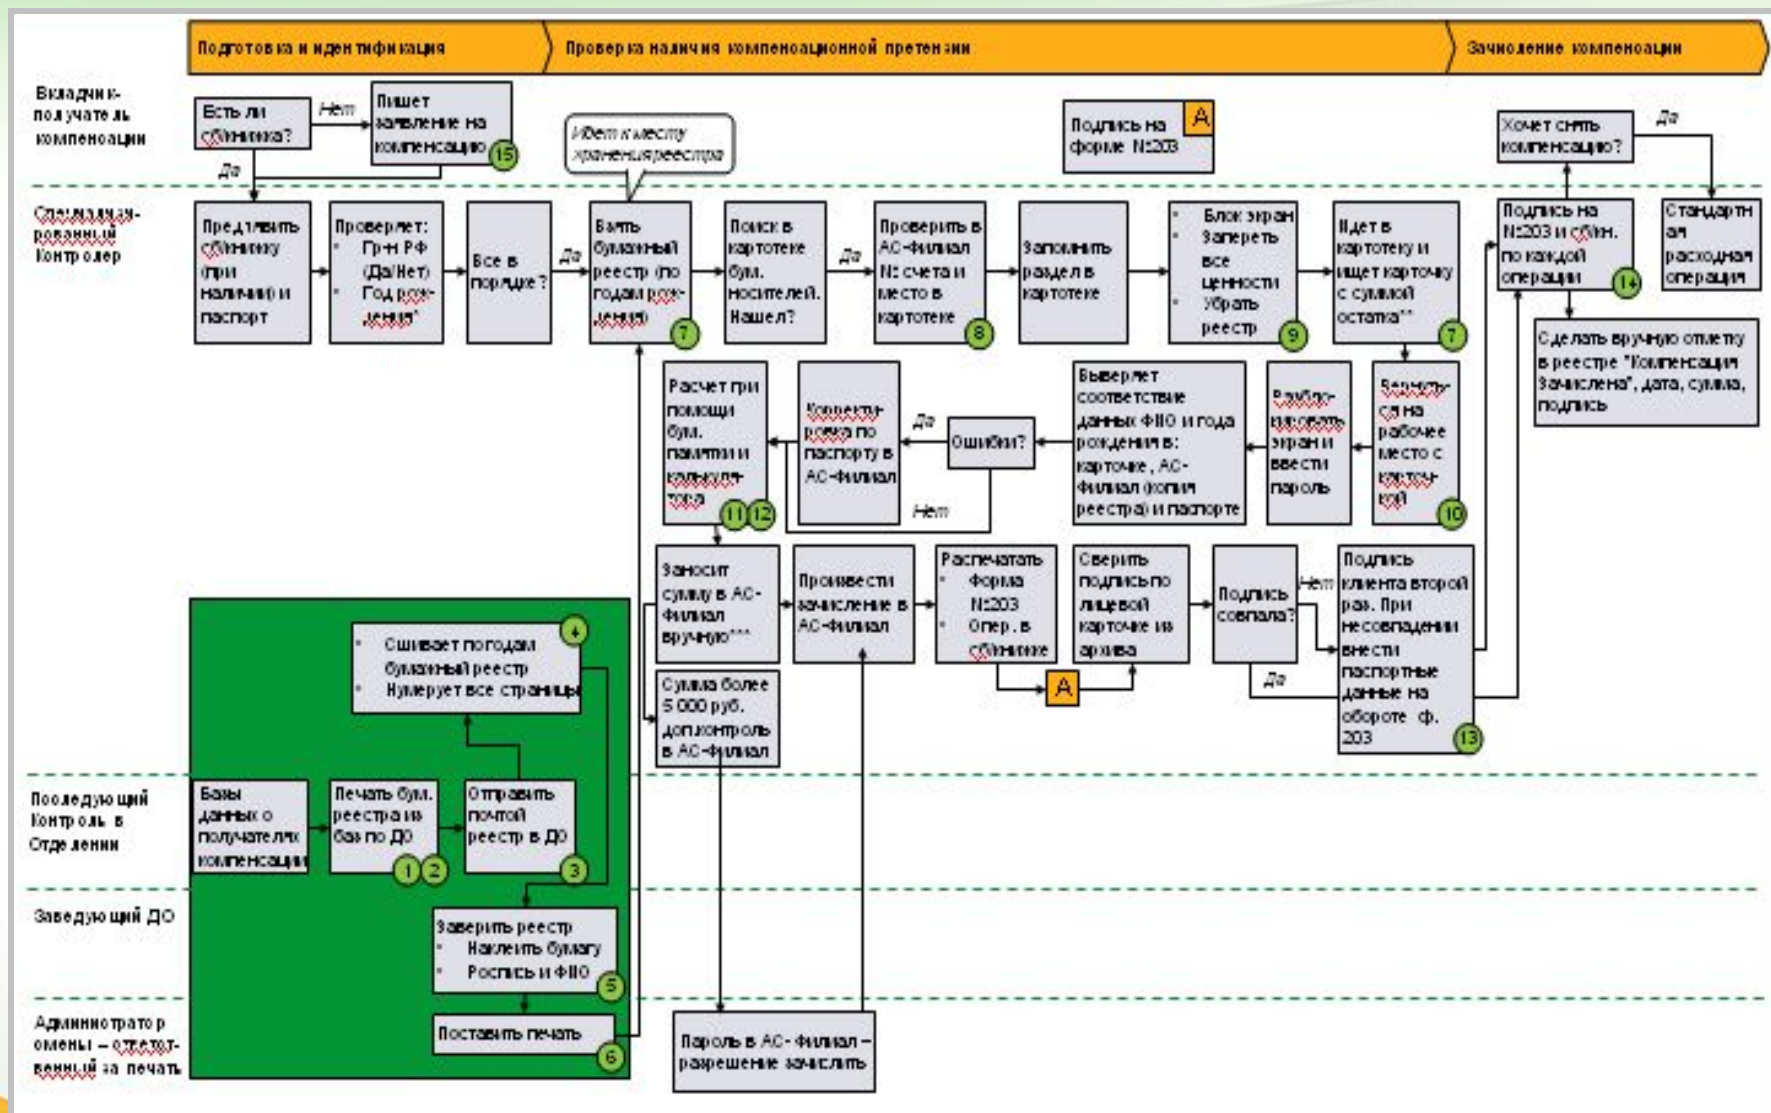 Подготовка и идентификация
Проверка наличия компенсационной претензии
Зачисление компенсации
Вкладчик-
получатель
компенсации
Есть ли
сб/книжка?
Нет
Пишет
заявление на
компенсацию
15
Да
Идет к месту
хранения реестра
Подпись на
форме №203
A
Хочет снять
компенсацию?
Да
Специализи-
рованный
Контролер
Предъявить
сб/книжку
(при
наличии) и
паспорт
Проверяет:
• Гр-н РФ
(Да/Нет)
• Год рож-
дения*
Все в
порядке?
Да
Взять
бумажный
реестр (по
годам рож-
дения)
7
Поиск в
картотеке
бум.
носителей.
Нашел?
Да
Проверить в
АС-Филиал
№ счета и
место в
картотеке
8
Запомнить
раздел в
картотеке
• Блок экран
• Запереть
все
ценности
• Убрать
реестр
9
Идет в
картотеку и
ищет карточку
с суммой
остатка**
7
Подпись на
№203 и сб/кн.
по каждой
операции
14
Стандартн
ая
расходная
операция
Сделать вручную отметку
в реестре "Компенсация
Зачислена", дата, сумма,
подпись
Расчет при
помощи
бум.
памятки и
калькуля-
тора
11
12
Корректи-
ровка по
паспорту в
АС-Филиал
Да
Ошибки?
Нет
Выверяет
соответствие
данных ФИО и года
рождения в:
карточке, АС-
Филиал (копия
реестра) и паспорте
Разбло-
кировать
экран и
ввести
пароль
Вернуть-
ся на
рабочее
место с
карточ-
кой
10
Заносит
сумму в АС-
Филиал
вручную***
Произвести
зачисление в
АС-Филиал
Распечатать
• Форма
№203
• Опер. в
сб/книжке
A
Сверить
подпись по
лицевой
карточке из
архива
Подпись
совпала?
Нет
Да
Подпись
клиента второй
раз. При
несовпадении
внести
паспортные
данные на
обороте ф.
203
13
Сумма более
5 000 руб.
доп.контроль
в АС-Филиал
• Сшивает по годам
бумажный реестр
• Нумерует все страницы
4
Последующий
Контроль в
Отделении
Базы
данных о
получателях
компенсации
Печать бум.
реестра из
баз по ДО
1
2
Отправить
почтой
реестр в ДО
3
Заведующий ДО
Заверить реестр
• Наклеить бумагу
• Роспись и ФИО
5
Администратор
смены – ответст-
венный за печать
Поставить печать
6
Пароль в АС-Филиал –
разрешение зачислить